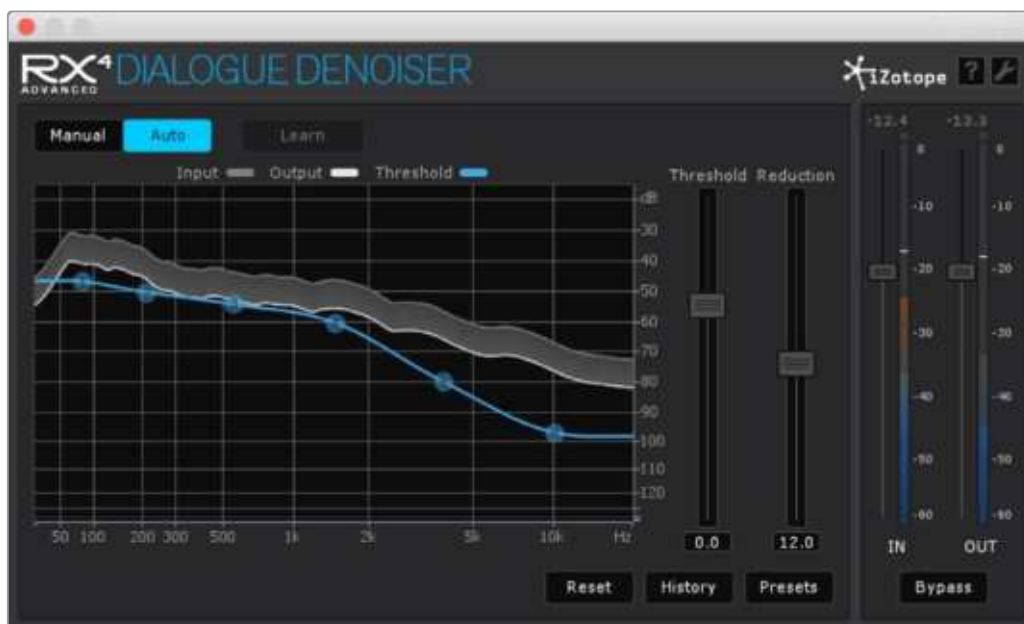 RX4 DIALOGUE DENOISER
ADVANCED
iZotope ?
Manual Auto Learn
Input Output Threshold
Threshold Reduction
dB
-30
-40
-50
-60
-70
-80
-90
-100
-110
-120
50 100 200 300 500 1k 2k 5k 10k Hz
0.0 12.0
Reset History Presets
-12.4 -13.3
0 0
-10 -10
-20 -20
-30 -30
-40 -40
-50 -50
-60 -60
IN OUT
Bypass